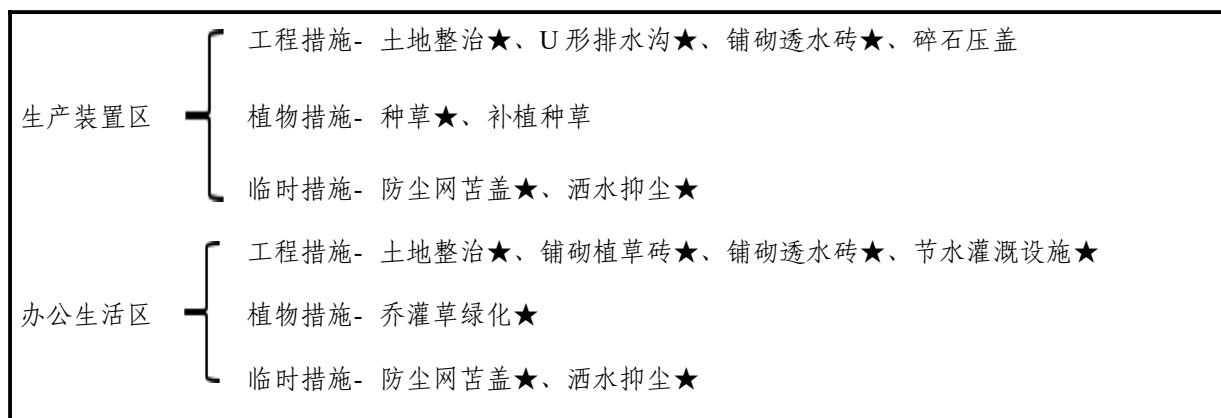 工程措施- 土地整治★、U 形排水沟★、铺砌透水砖★、碎石压盖
生产装置区
植物措施- 种草★、补植种草
临时措施- 防尘网苫盖★、洒水抑尘★
工程措施- 土地整治★、铺砌植草砖★、铺砌透水砖★、节水灌溉设施★
办公生活区
植物措施- 乔灌草绿化★
临时措施- 防尘网苫盖★、洒水抑尘★